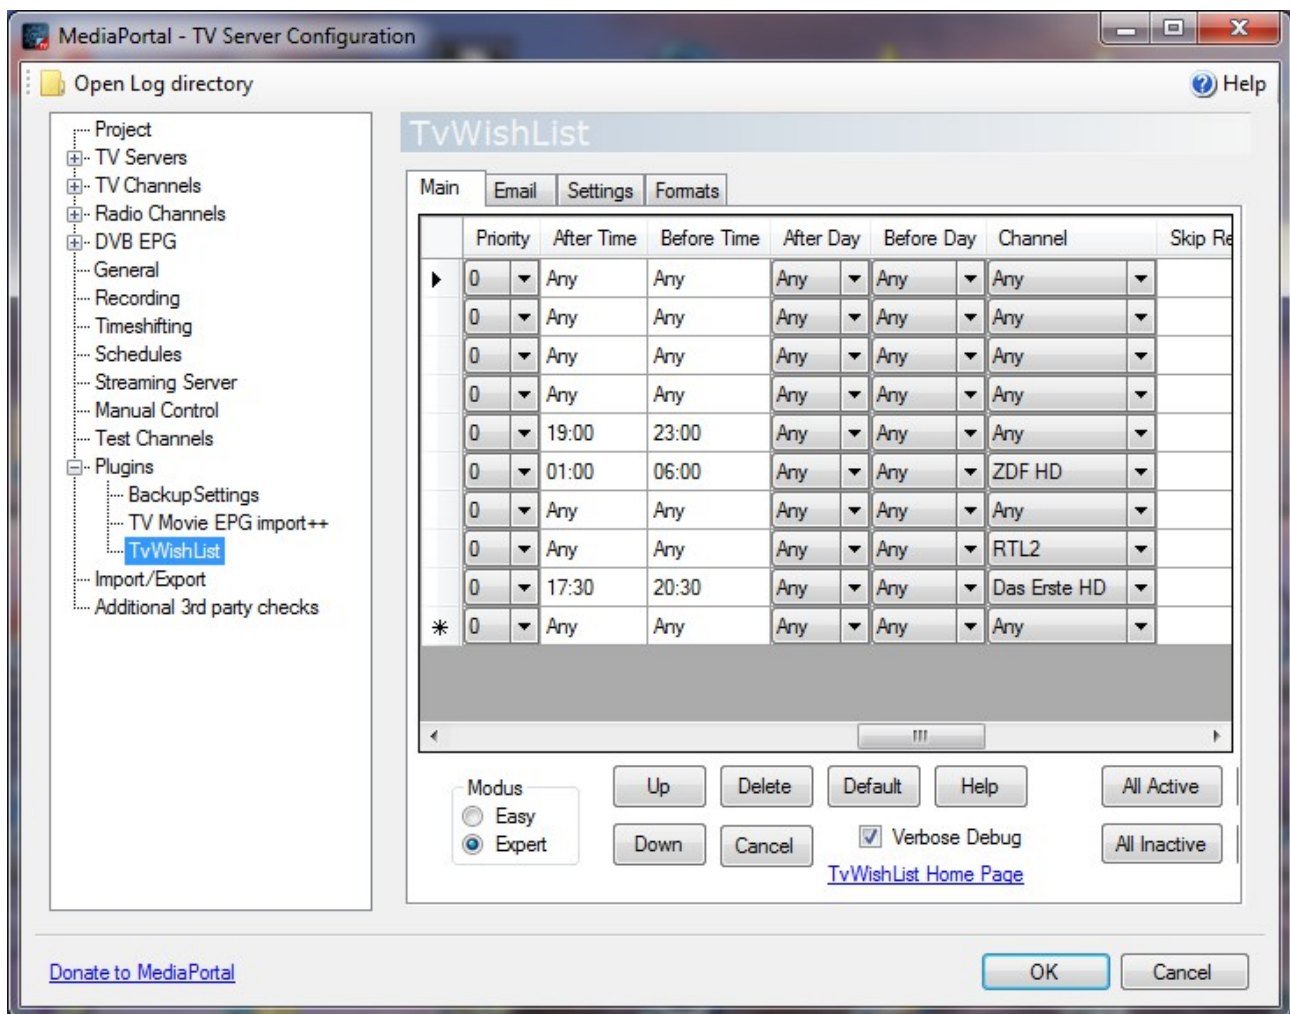 MediaPortal - TV Server Configuration
Open Log directory
Help
Project
TV Servers
TV Channels
Radio Channels
DVB EPG
General
Recording
Timeshifting
Schedules
Streaming Server
Manual Control
Test Channels
Plugins
BackupSettings
TV Movie EPG import++
TvWishList
Import/Export
Additional 3rd party checks
TvWishList
Main Email Settings Formats
Priority After Time Before Time After Day Before Day Channel Skip Re
0 Any Any Any Any Any
0 Any Any Any Any Any
0 Any Any Any Any Any
0 Any Any Any Any Any
0 19:00 23:00 Any Any Any
0 01:00 06:00 Any Any ZDF HD
0 Any Any Any Any Any
0 Any Any Any Any RTL2
0 17:30 20:30 Any Any Das Erste HD
* 0 Any Any Any Any Any
Modus
Easy
Expert
Up Delete Default Help All Active
Down Cancel Verbose Debug All Inactive
TvWishList Home Page
Donate to MediaPortal
OK Cancel